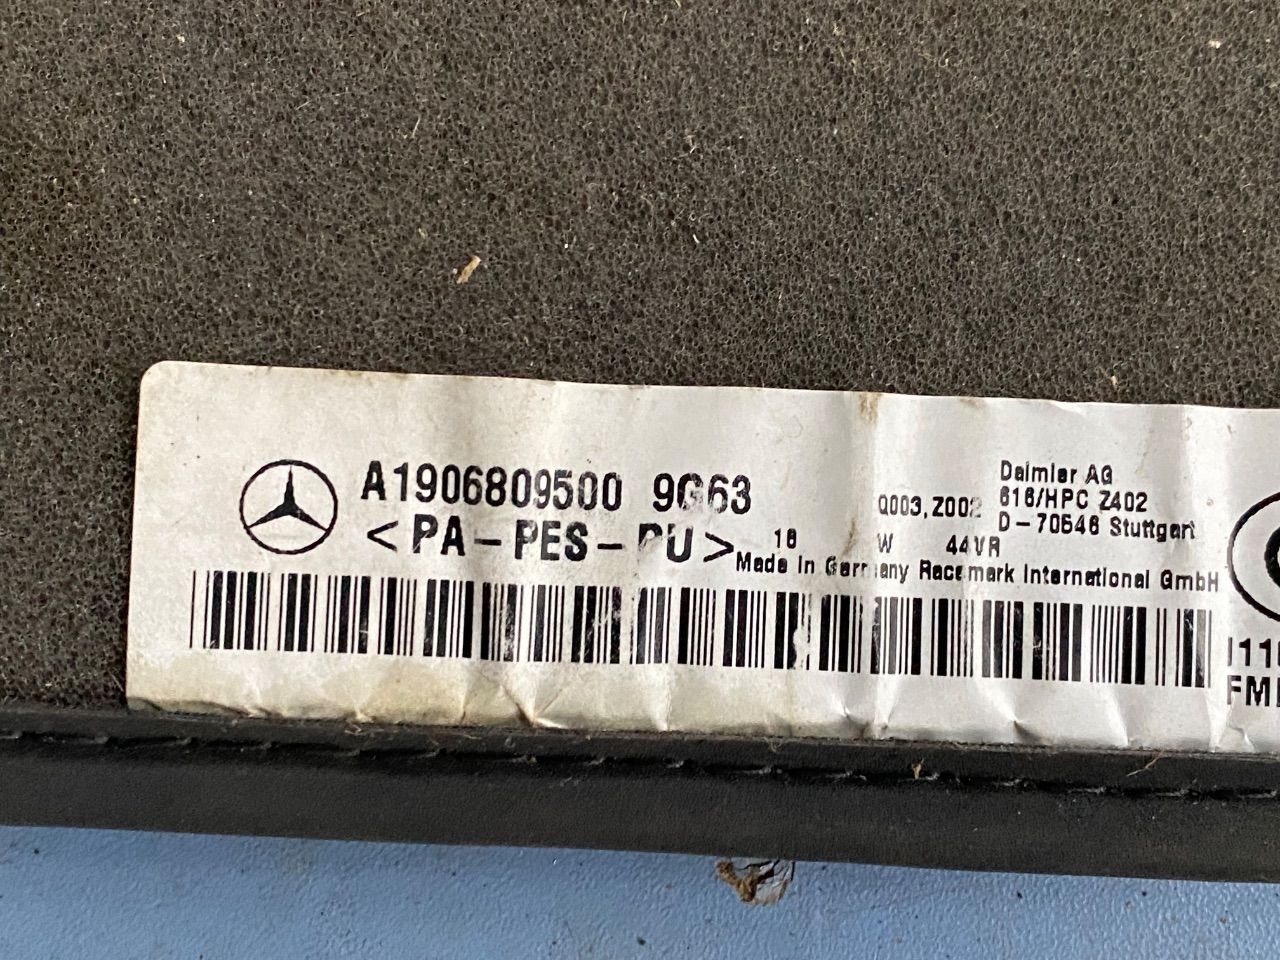 A1906809500 9G63
<PA-PES-PU>
Q003,Z002
Daimler AG
616/HPC Z402
D-70546 Stuttgart
18 W 44VR
Made in Germany Racemark International GmbH